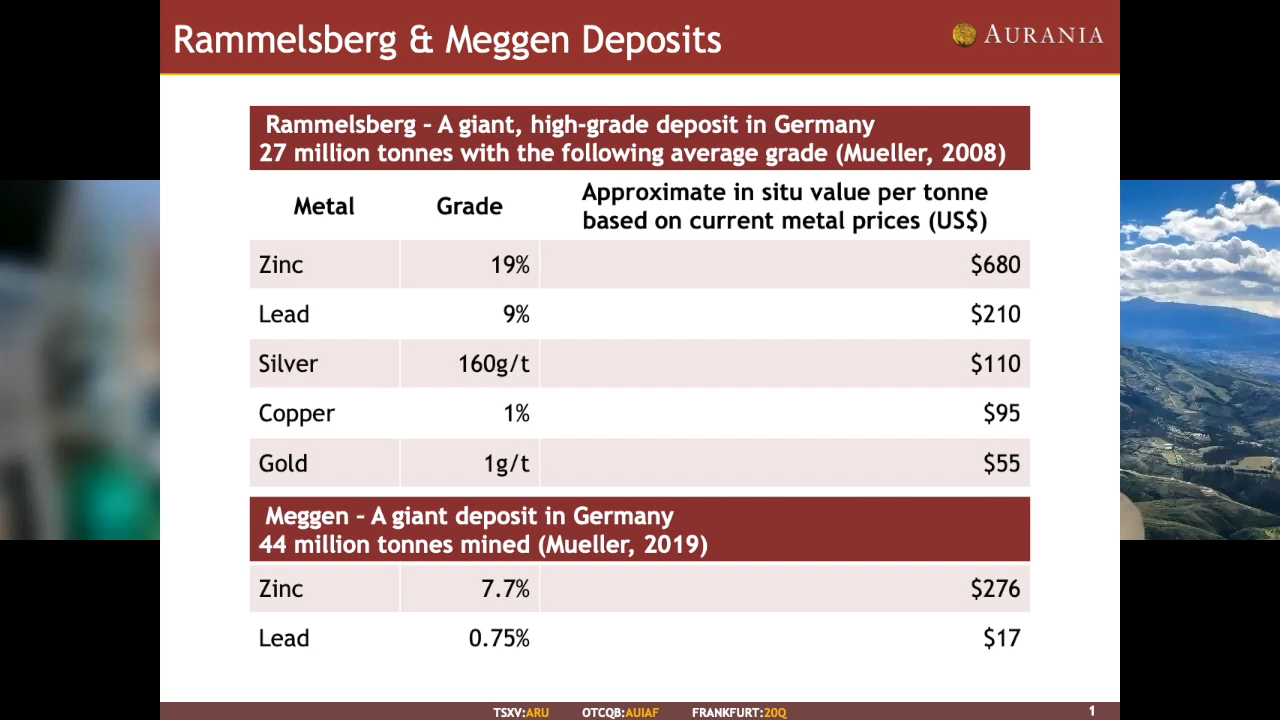 Rammelsberg & Meggen Deposits
AURANIA
Rammelsberg – A giant, high-grade deposit in Germany
27 million tonnes with the following average grade (Mueller, 2008)
Metal Grade Approximate in situ value per tonne
based on current metal prices (US$)
Zinc 19% $680
Lead 9% $210
Silver 160g/t $110
Copper 1% $95
Gold 1g/t $55
Meggen – A giant deposit in Germany
44 million tonnes mined (Mueller, 2019)
Zinc 7.7% $276
Lead 0.75% $17
TSXV:ARU OTCQB:AUIAF FRANKFURT:20Q 1